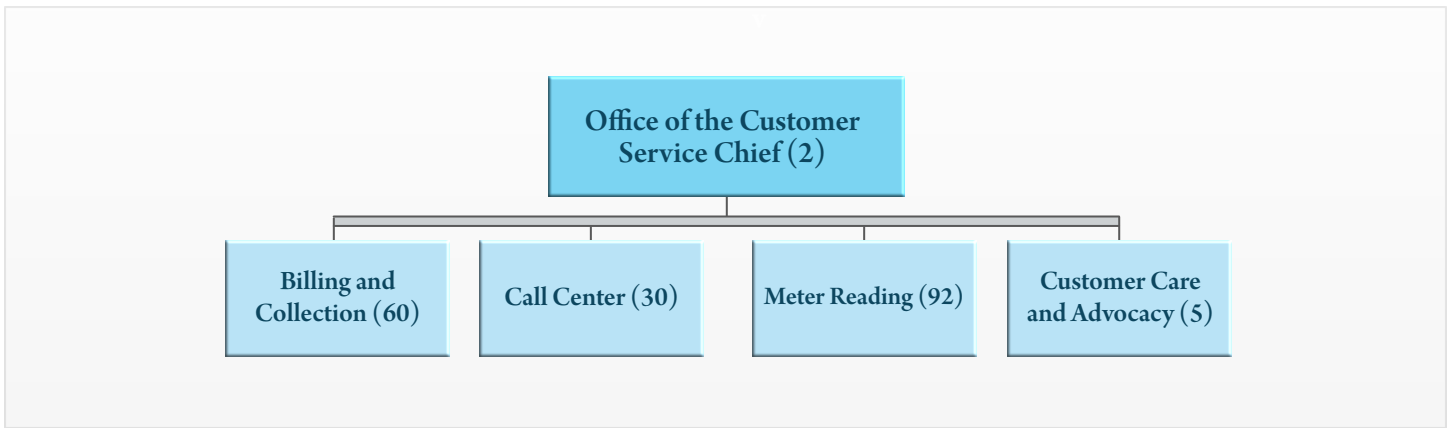 Office of the Customer
Service Chief (2)
Billing and
Collection (60)
Call Center (30)
Meter Reading (92)
Customer Care
and Advocacy (5)